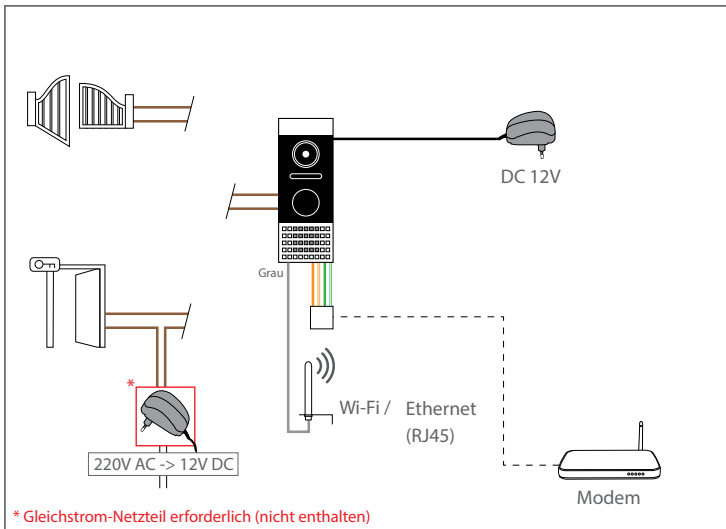 DC 12V
Grau
*
Wi-Fi / Ethernet
(RJ45)
220V AC -> 12V DC
Modem
* Gleichstrom-Netzteil erforderlich (nicht enthalten)